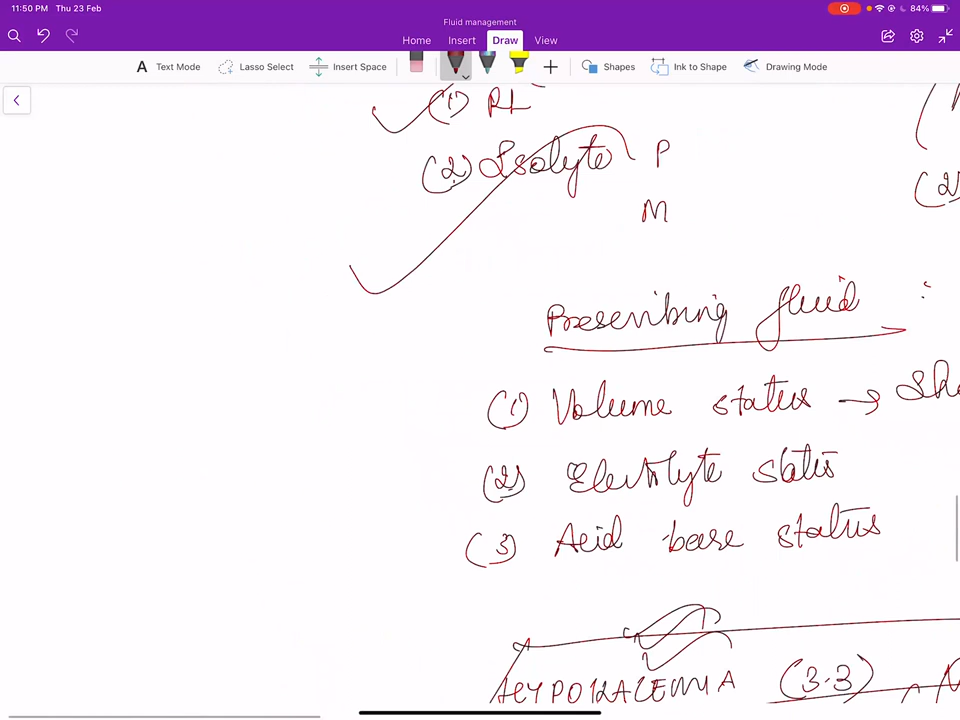 11:50 PM Thu 23 Feb
84%
Fluid management
Home Insert Draw View
Text Mode Lasso Select Insert Space Shapes Ink to Shape Drawing Mode
(1) RL
(2) Isolyte P
M
(2)
Prescribing fluid :
(1) Volume status →
(2) Electrolyte status
(3) Acid base status
HYPOKALEMIA (3.3)